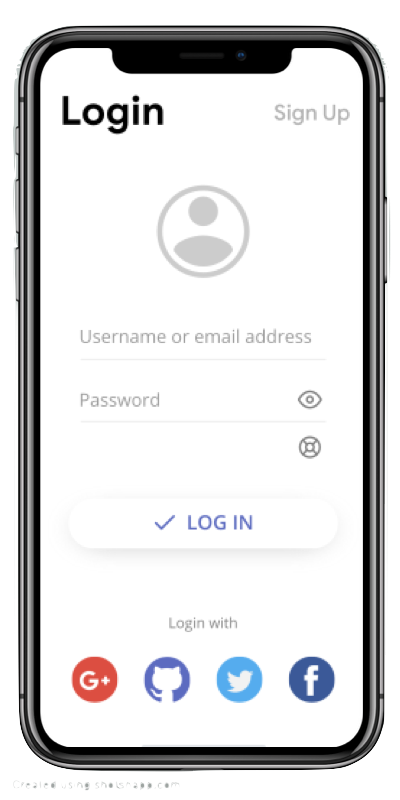 Login
Sign Up
Username or email address
Password
LOG IN
Login with
G+
f
Created using shotsnapp.com